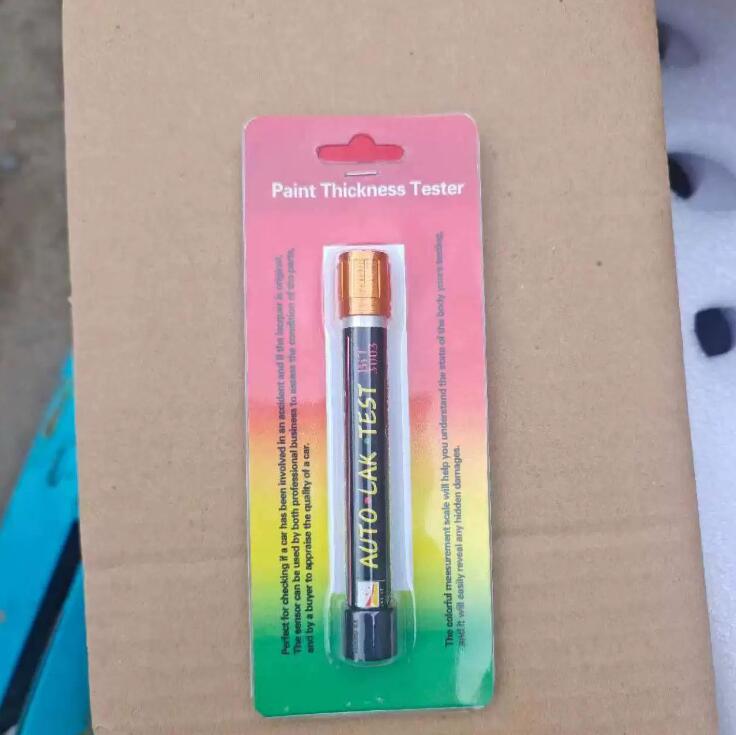 Paint Thickness Tester
Perfect for checking if a car has been involved in an accident and if the lacquer is original.
The sensor can be used by both professional business to assess the condition of the parts,
and by a buyer to appraise the quality of a car.
AUTO-LAK-TEST
The colorful measurement scale will help you understand the state of the body you're testing,
and it will easily reveal any hidden damages.